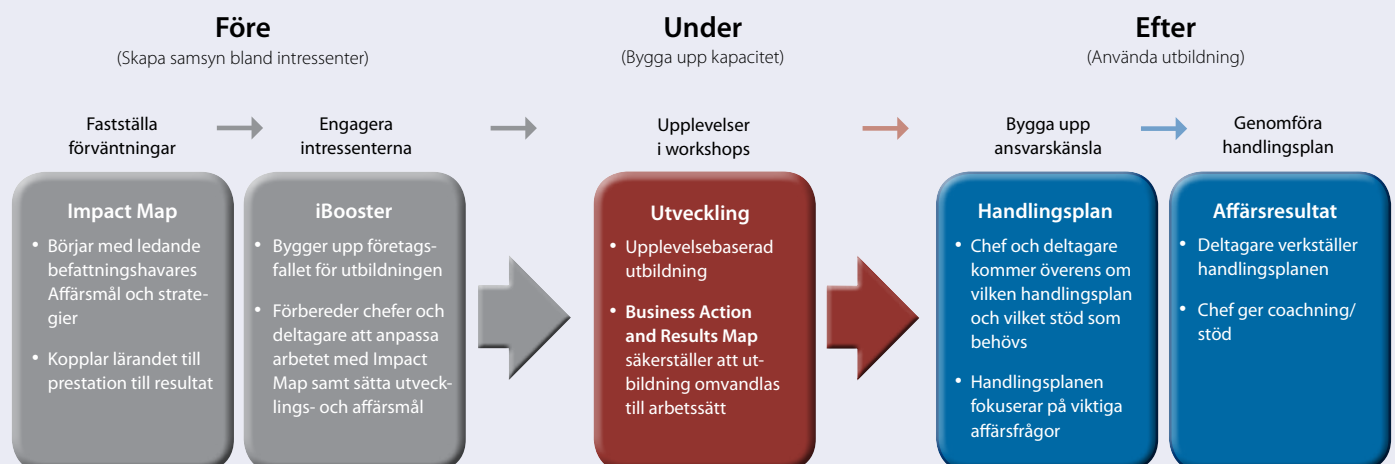 Före
(Skapa samsyn bland intressenter)
Under
(Bygga upp kapacitet)
Efter
(Använda utbildning)
Fastställa
förväntningar
Engagera
intressenterna
Upplevelser
i workshops
Bygga upp
ansvarskänsla
Genomföra
handlingsplan
Impact Map
• Börjar med ledande
befattningshavares
Affärsmål och strate-
gier
• Kopplar lärandet till
prestation till resultat
iBooster
• Bygger upp företags-
fallet för utbildningen
• Förbereder chefer och
deltagare att anpassa
arbetet med Impact
Map samt sätta utveck-
lings- och affärsmål
Utveckling
• Upplevelsebaserad
utbildning
• Business Action
and Results Map
säkerställer att ut-
bildning omvandlas
till arbetssätt
Handlingsplan
• Chef och deltagare
kommer överens om
vilken handlingsplan
och vilket stöd som
behövs
• Handlingsplanen
fokuserar på viktiga
affärsfrågor
Affärsresultat
• Deltagare verkställer
handlingsplanen
• Chef ger coachning/
stöd